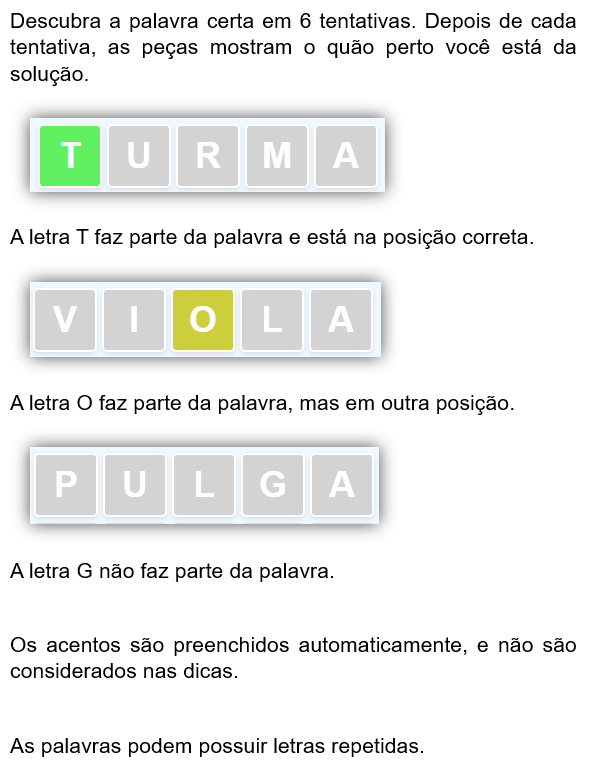 Descubra a palavra certa em 6 tentativas. Depois de cada
tentativa, as peças mostram o quão perto você está da
solução.
T U R M A
A letra T faz parte da palavra e está na posição correta.
V I O L A
A letra O faz parte da palavra, mas em outra posição.
P U L G A
A letra G não faz parte da palavra.
Os acentos são preenchidos automaticamente, e não são
considerados nas dicas.
As palavras podem possuir letras repetidas.